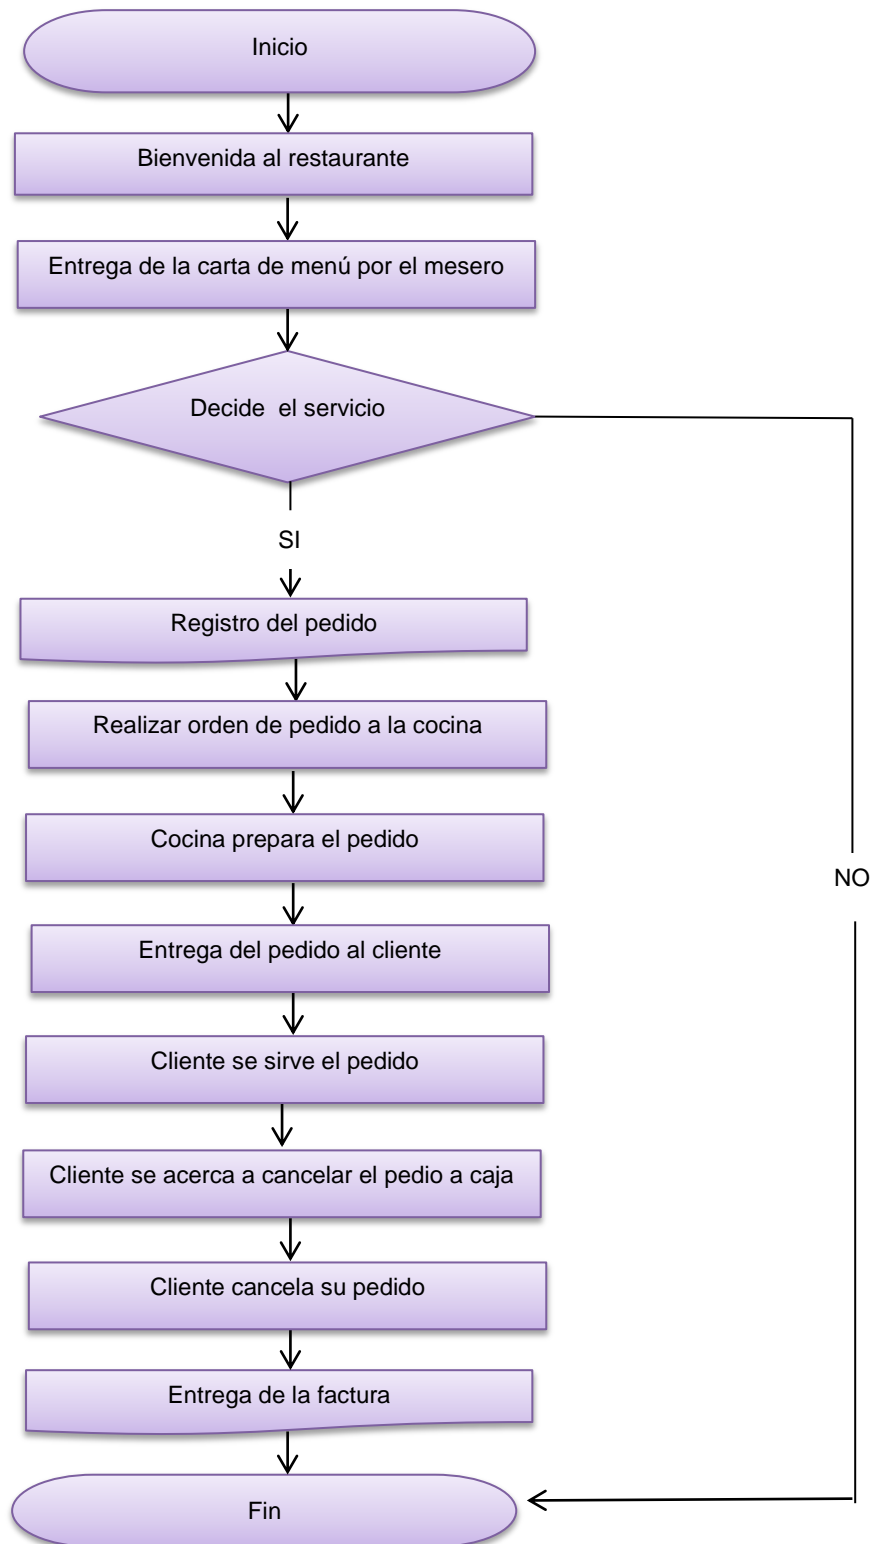 Inicio
Bienvenida al restaurante
Entrega de la carta de menú por el mesero
Decide el servicio
SI
Registro del pedido
Realizar orden de pedido a la cocina
Cocina prepara el pedido
NO
Entrega del pedido al cliente
Cliente se sirve el pedido
Cliente se acerca a cancelar el pedio a caja
Cliente cancela su pedido
Entrega de la factura
Fin